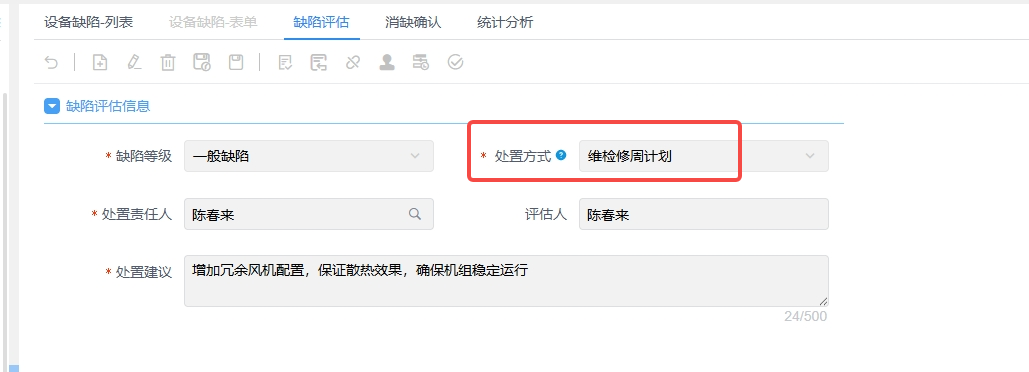 设备缺陷-列表 设备缺陷-表单 缺陷评估 消缺确认 统计分析
缺陷评估信息
* 缺陷等级 一般缺陷 * 处置方式 ? 维检修周计划
* 处置责任人 陈春来 评估人 陈春来
* 处置建议 增加冗余风机配置，保证散热效果，确保机组稳定运行
24/500